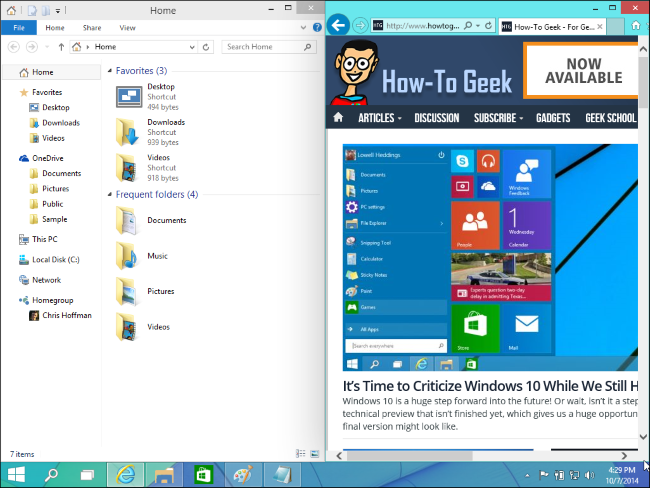 Home
File
Home
Share
View
Home
Search Home
Home
Favorites
Desktop
Downloads
Videos
OneDrive
Documents
Pictures
Public
Sample
This PC
Local Disk (C:)
Network
Homegroup
Chris Hoffman
Favorites (3)
Desktop
Shortcut
494 bytes
Downloads
Shortcut
939 bytes
Videos
Shortcut
918 bytes
Frequent folders (4)
Documents
Music
Pictures
Videos
7 items
HTG
http://www.howtog...
HTG
How-To Geek - For Ge...
How-To Geek
NOW
AVAILABLE
ARTICLES
DISCUSSION
SUBSCRIBE
GADGETS
GEEK SCHOOL
Lowell Heddings
Documents
Pictures
PC settings
File Explorer
Snipping Tool
Calculator
Sticky Notes
Paint
Games
All Apps
Search everywhere
Windows
Feedback
People
1
Wednesday
Calendar
Experts question two-day
delay in admitting Texas...
Store
Mail
It's Time to Criticize Windows 10 While We Still H
Windows 10 is a huge step forward into the future! Or wait, isn't it a step
technical preview that isn't finished yet, which gives us a huge opportun
final version might look like.
4:29 PM
10/7/2014